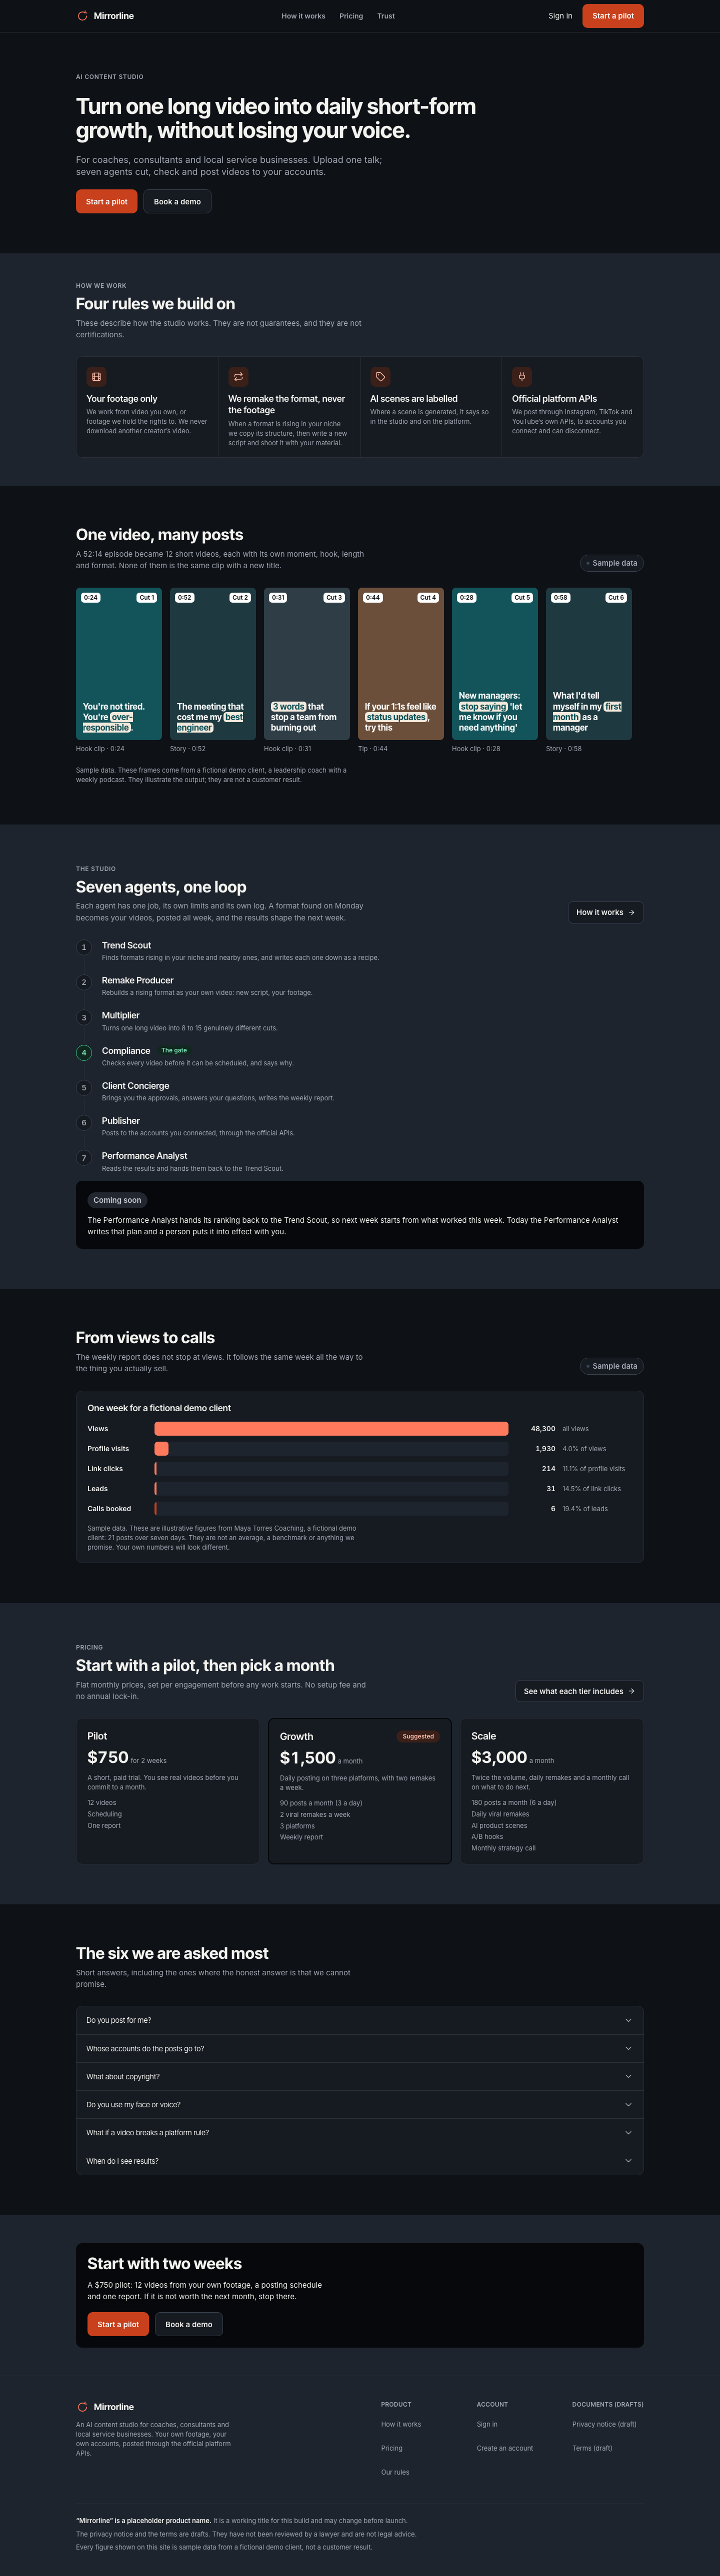 Mirrorline
How it works
Pricing
Trust
Sign in
Start a pilot
AI CONTENT STUDIO
Turn one long video into daily short-form
growth, without losing your voice.
For coaches, consultants and local service businesses. Upload one talk;
seven agents cut, check and post videos to your accounts.
Start a pilot
Book a demo
HOW WE WORK
Four rules we build on
These describe how the studio works. They are not guarantees, and they are not
certifications.
Your footage only
We work from video you own, or
footage we hold the rights to. We never
download another creator's video.
We remake the format, never
the footage
When a format is rising in your niche
we copy its structure, then write a new
script and shoot it with your material.
AI scenes are labelled
Where a scene is generated, it says so
in the studio and on the platform.
Official platform APIs
We post through Instagram, TikTok and
YouTube's own APIs, to accounts you
connect and can disconnect.
One video, many posts
A 52:14 episode became 12 short videos, each with its own moment, hook, length
and format. None of them is the same clip with a new title.
Sample data
0:24
Cut 1
You're not tired.
You're over-
responsible.
Hook clip · 0:24
0:52
Cut 2
The meeting that
cost me my best
engineer
Story · 0:52
0:31
Cut 3
3 words that
stop a team from
burning out
Hook clip · 0:31
0:44
Cut 4
If your 1:1s feel like
status updates,
try this
Tip · 0:44
0:28
Cut 5
New managers:
stop saying 'let
me know if you
need anything'
Hook clip · 0:28
0:58
Cut 6
What I'd tell
myself in my first
month as a
manager
Story · 0:58
Sample data. These frames come from a fictional demo client, a leadership coach with a
weekly podcast. They illustrate the output; they are not a customer result.
THE STUDIO
Seven agents, one loop
Each agent has one job, its own limits and its own log. A format found on Monday
becomes your videos, posted all week, and the results shape the next week.
How it works
1
Trend Scout
Finds formats rising in your niche and nearby ones, and writes each one down as a recipe.
2
Remake Producer
Rebuilds a rising format as your own video: new script, your footage.
3
Multiplier
Turns one long video into 8 to 15 genuinely different cuts.
4
Compliance
The gate
Checks every video before it can be scheduled, and says why.
5
Client Concierge
Brings you the approvals, answers your questions, writes the weekly report.
6
Publisher
Posts to the accounts you connected, through the official APIs.
7
Performance Analyst
Reads the results and hands them back to the Trend Scout.
Coming soon
The Performance Analyst hands its ranking back to the Trend Scout, so next week starts from what worked this week. Today the Performance Analyst
writes that plan and a person puts it into effect with you.
From views to calls
The weekly report does not stop at views. It follows the same week all the way to
the thing you actually sell.
Sample data
One week for a fictional demo client
Views
48,300
all views
Profile visits
1,930
4.0% of views
Link clicks
214
11.1% of profile visits
Leads
31
14.5% of link clicks
Calls booked
6
19.4% of leads
Sample data. These are illustrative figures from Maya Torres Coaching, a fictional demo
client: 21 posts over seven days. They are not an average, a benchmark or anything we
promise. Your own numbers will look different.
PRICING
Start with a pilot, then pick a month
Flat monthly prices, set per engagement before any work starts. No setup fee and
no annual lock-in.
See what each tier includes
Pilot
$750 for 2 weeks
A short, paid trial. You see real videos before you
commit to a month.
12 videos
Scheduling
One report
Growth
Suggested
$1,500 a month
Daily posting on three platforms, with two remakes
a week.
90 posts a month (3 a day)
2 viral remakes a week
3 platforms
Weekly report
Scale
$3,000 a month
Twice the volume, daily remakes and a monthly call
on what to do next.
180 posts a month (6 a day)
Daily viral remakes
AI product scenes
A/B hooks
Monthly strategy call
The six we are asked most
Short answers, including the ones where the honest answer is that we cannot
promise.
Do you post for me?
Whose accounts do the posts go to?
What about copyright?
Do you use my face or voice?
What if a video breaks a platform rule?
When do I see results?
Start with two weeks
A $750 pilot: 12 videos from your own footage, a posting schedule
and one report. If it is not worth the next month, stop there.
Start a pilot
Book a demo
Mirrorline
An AI content studio for coaches, consultants and
local service businesses. Your own footage, your
own accounts, posted through the official platform
APIs.
PRODUCT
How it works
Pricing
Our rules
ACCOUNT
Sign in
Create an account
DOCUMENTS (DRAFTS)
Privacy notice (draft)
Terms (draft)
"Mirrorline" is a placeholder product name. It is a working title for this build and may change before launch.
The privacy notice and the terms are drafts. They have not been reviewed by a lawyer and are not legal advice.
Every figure shown on this site is sample data from a fictional demo client, not a customer result.